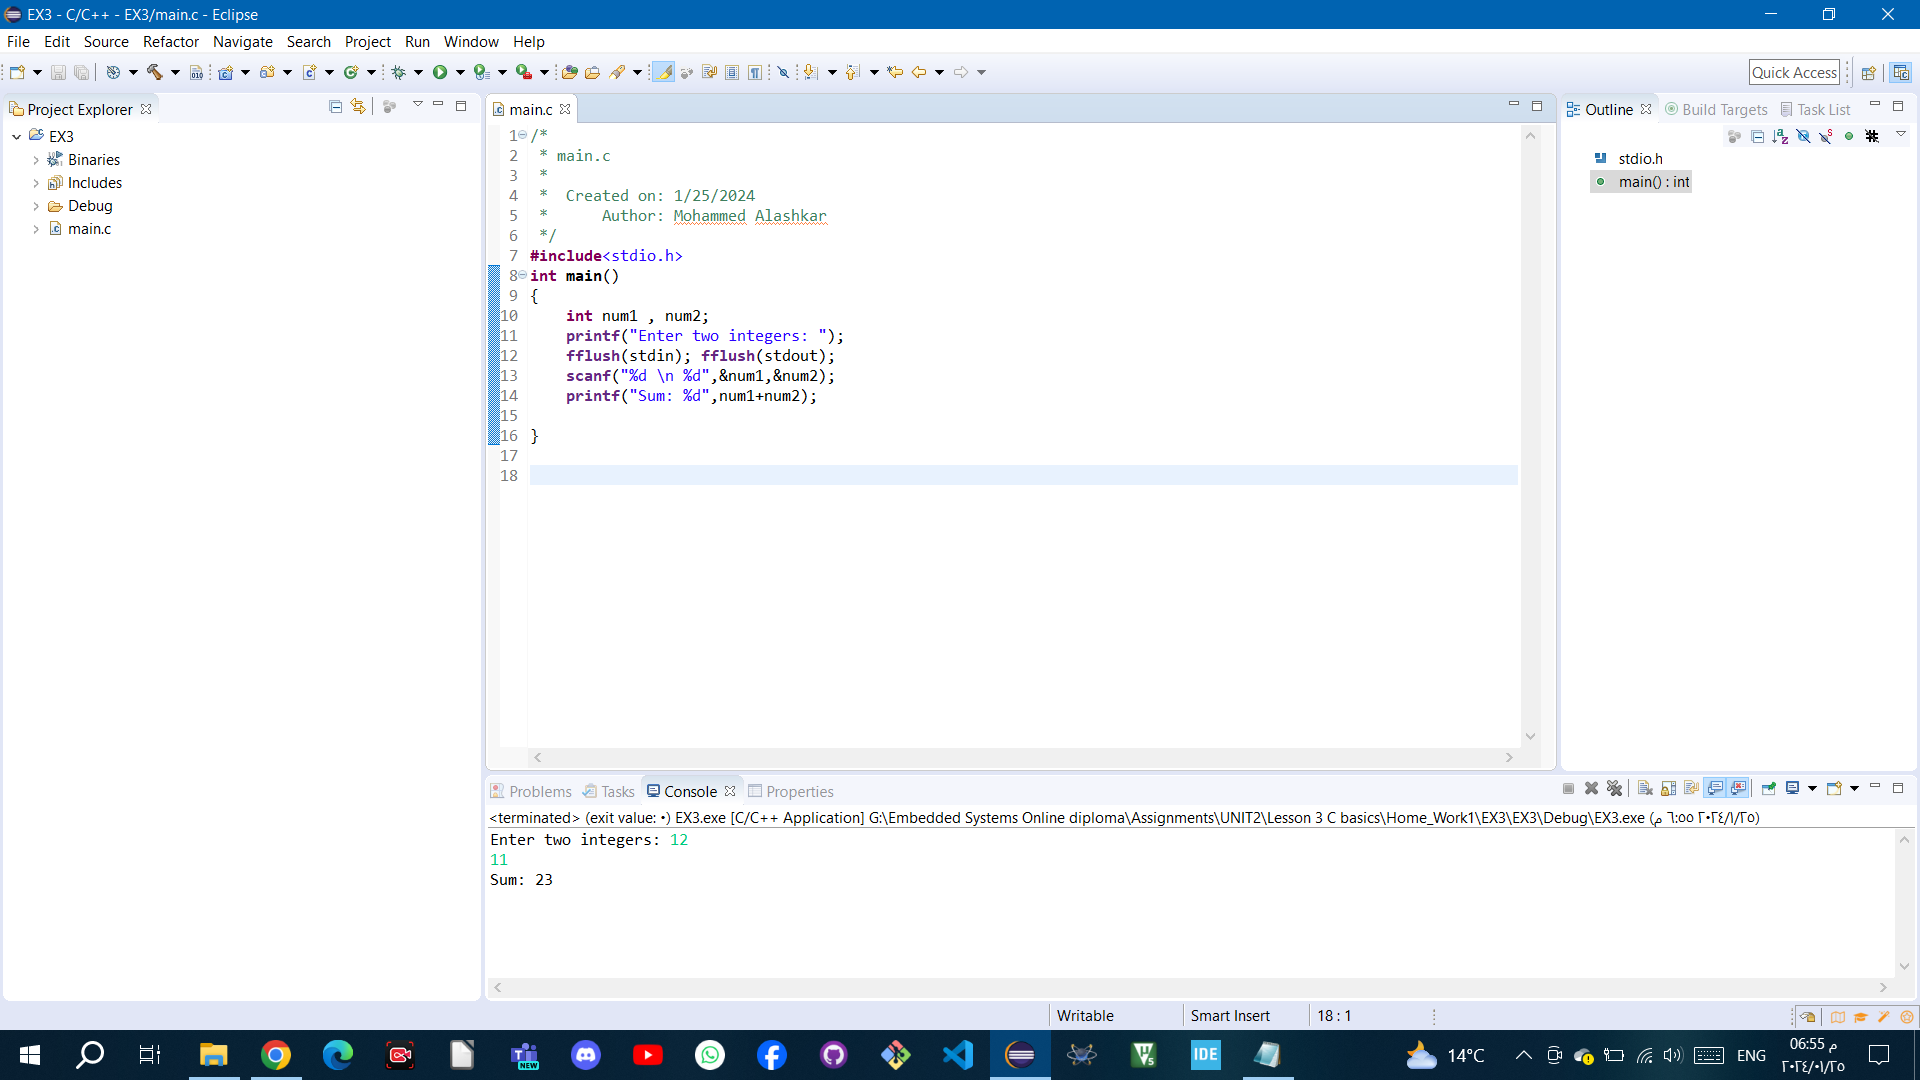 EX3 - C/C++ - EX3/main.c - Eclipse
File Edit Source Refactor Navigate Search Project Run Window Help
Quick Access
Project Explorer
EX3
Binaries
Includes
Debug
main.c
main.c
1 /*
2  * main.c
3  *
4  *  Created on: 1/25/2024
5  *      Author: Mohammed Alashkar
6  */
7 #include<stdio.h>
8 int main()
9 {
10     int num1 , num2;
11     printf("Enter two integers: ");
12     fflush(stdin); fflush(stdout);
13     scanf("%d \n %d",&num1,&num2);
14     printf("Sum: %d",num1+num2);
15
16 }
17
18
Outline Build Targets Task List
stdio.h
main() : int
Problems Tasks Console Properties
<terminated> (exit value: ٠) EX3.exe [C/C++ Application] G:\Embedded Systems Online diploma\Assignments\UNIT2\Lesson 3 C basics\Home_Work1\EX3\EX3\Debug\EX3.exe (٢٠٢٤/١/٢٥ ٦:٥٥ م)
Enter two integers: 12
11
Sum: 23
Writable Smart Insert 18 : 1
NEW
IDE
14°C
ENG
06:55 م
٢٠٢٤/٠١/٢٥